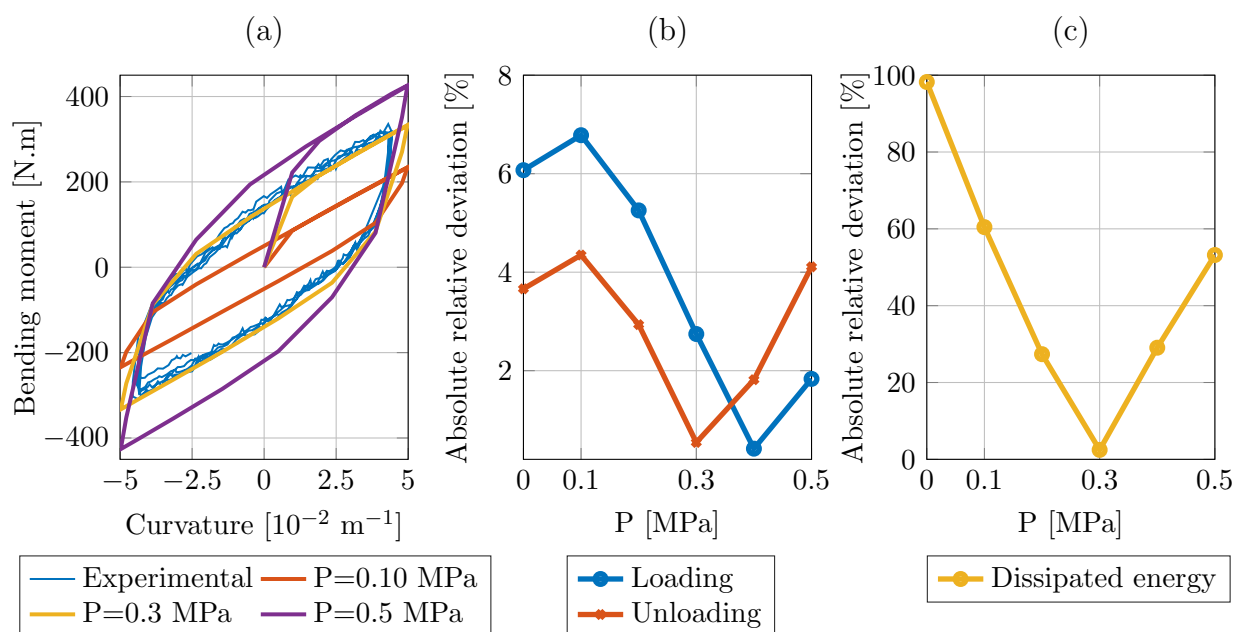 (a)
Bending moment [N.m]
400
200
0
−200
−400
−5
−2.5
0
2.5
5
Curvature [10⁻² m⁻¹]
Experimental
P=0.10 MPa
P=0.3 MPa
P=0.5 MPa
(b)
Absolute relative deviation [%]
8
6
4
2
0
0.1
0.3
0.5
P [MPa]
Loading
Unloading
(c)
Absolute relative deviation [%]
100
80
60
40
20
0
0
0.1
0.3
0.5
P [MPa]
Dissipated energy